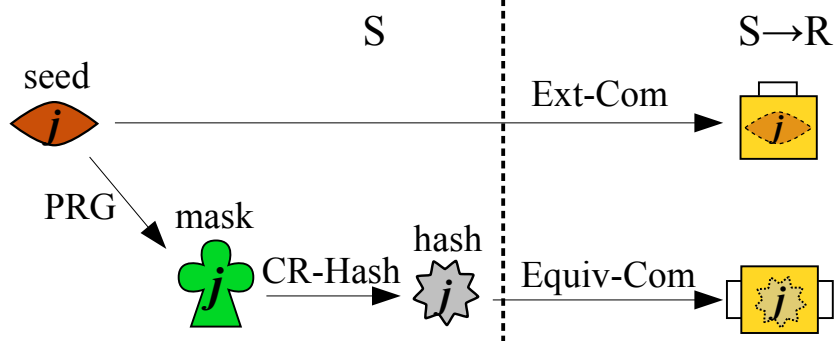 S
S→R
seed
Ext-Com
j
j
PRG
mask
hash
CR-Hash
Equiv-Com
j
j
j